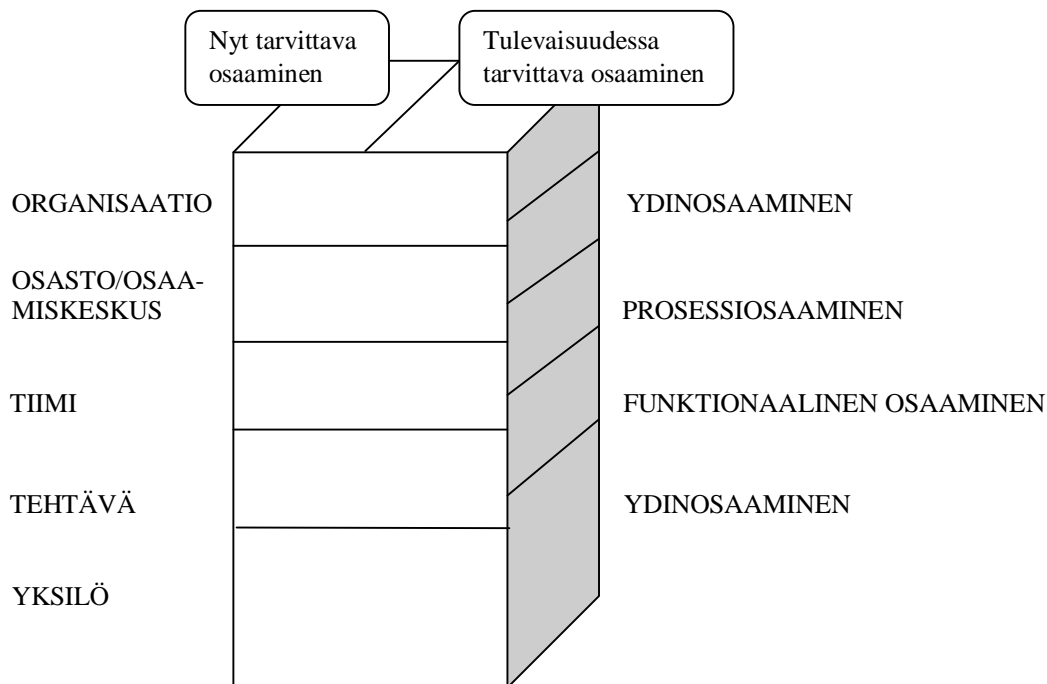 Nyt tarvittava
osaaminen
Tulevaisuudessa
tarvittava osaaminen
ORGANISAATIO
YDINOSAAMINEN
OSASTO/OSAA-
MISKESKUS
PROSESSIOSAAMINEN
TIIMI
FUNKTIONAALINEN OSAAMINEN
TEHTÄVÄ
YDINOSAAMINEN
YKSILÖ